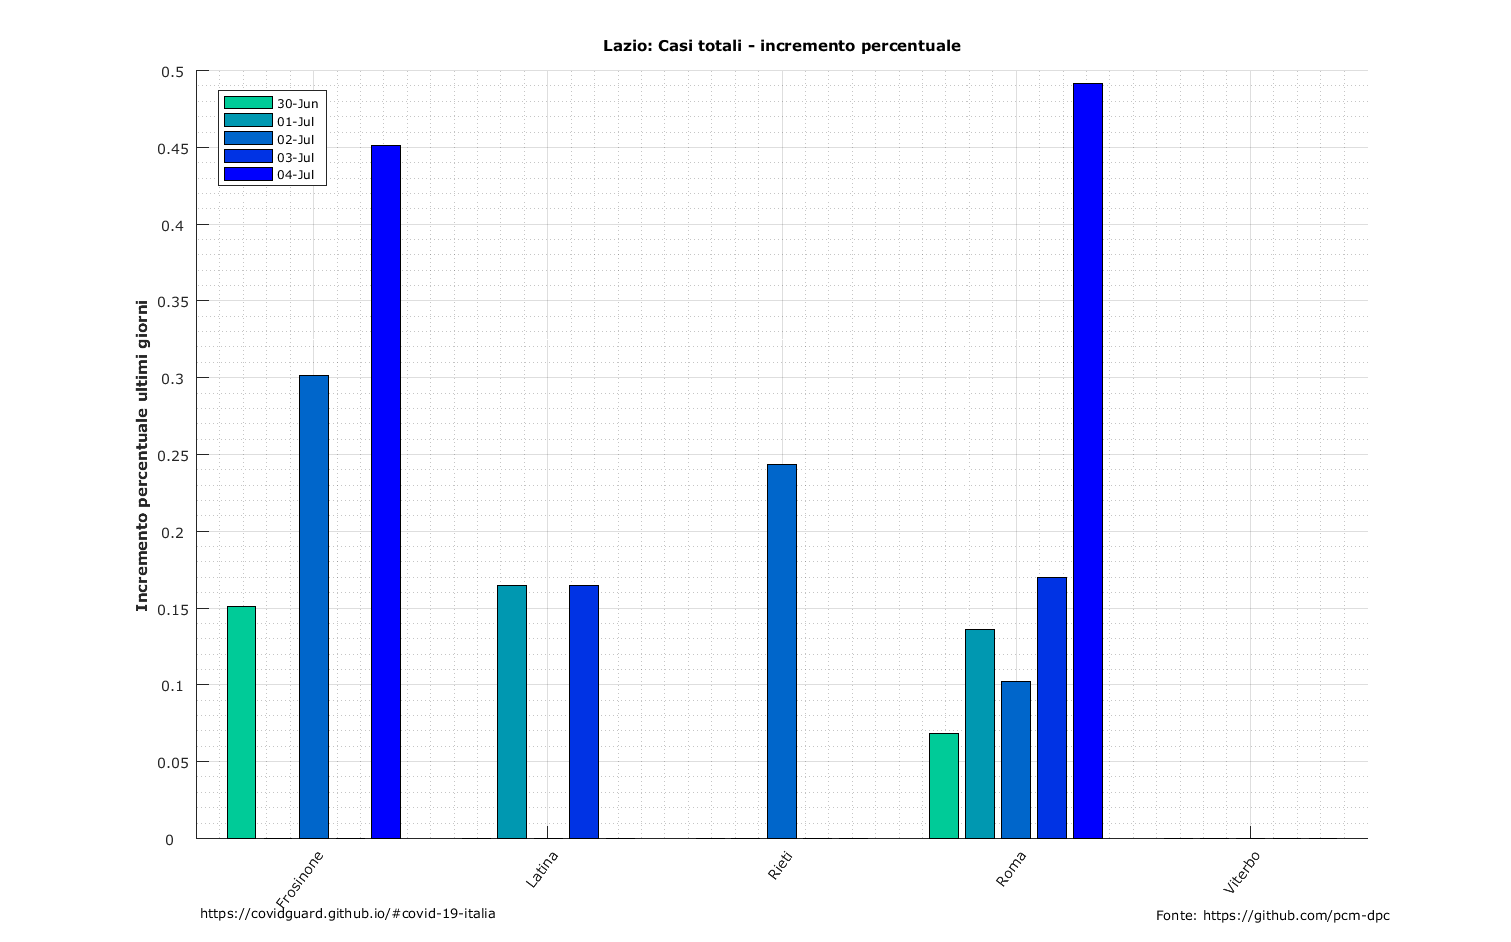 Lazio: Casi totali - incremento percentuale
Incremento percentuale ultimi giorni
0.5
0.45
0.4
0.35
0.3
0.25
0.2
0.15
0.1
0.05
0
30-Jun
01-Jul
02-Jul
03-Jul
04-Jul
Frosinone
Latina
Rieti
Roma
Viterbo
https://covidguard.github.io/#covid-19-italia
Fonte: https://github.com/pcm-dpc